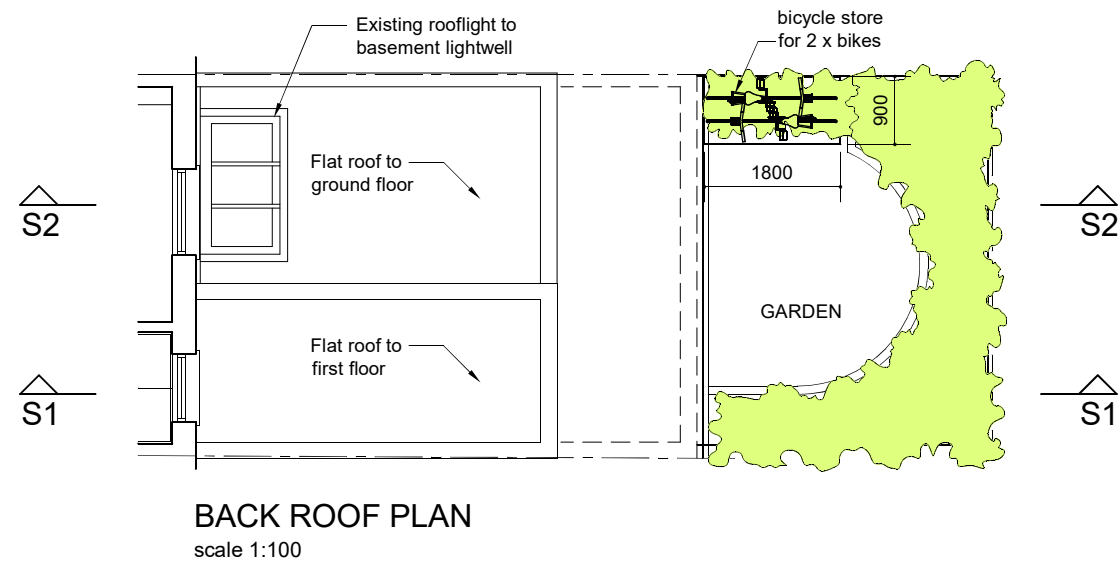 Existing rooflight to
basement lightwell
bicycle store
for 2 x bikes
900
Flat roof to
ground floor
1800
S2
S2
GARDEN
Flat roof to
first floor
S1
S1
BACK ROOF PLAN
scale 1:100